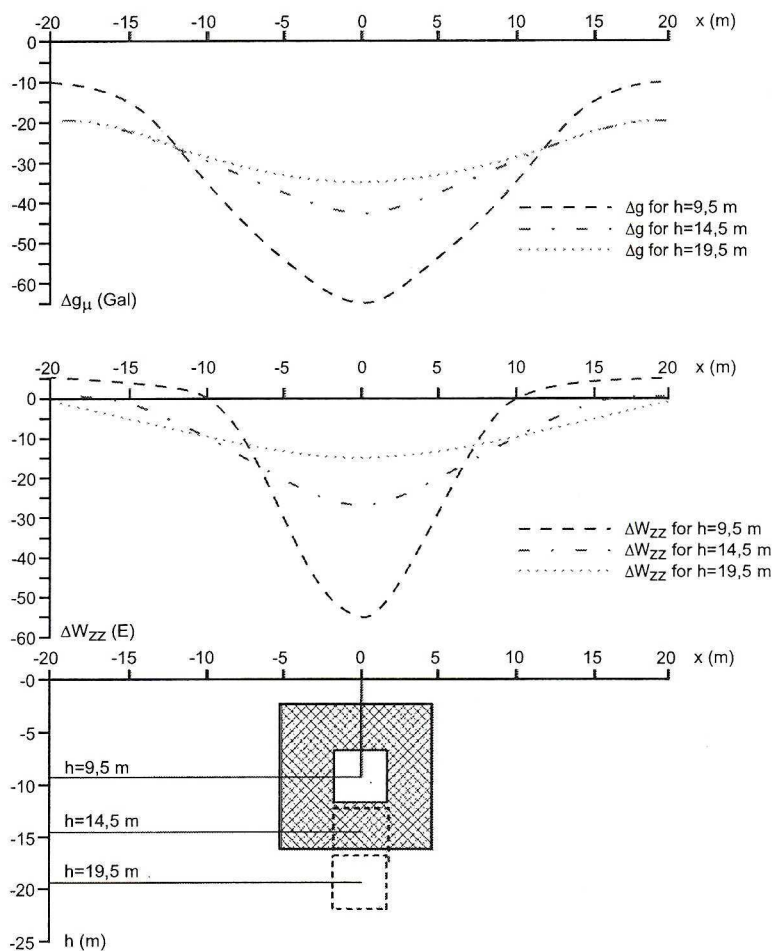 -20 -15 -10 -5 0 5 10 15 20 x (m)
0
-10
-20
-30
-40
-50
-60
Δg for h=9,5 m
Δg for h=14,5 m
Δg for h=19,5 m
Δgμ (Gal)
-20 -15 -10 -5 0 5 10 15 20 x (m)
0
-10
-20
-30
-40
-50
-60
ΔWzz for h=9,5 m
ΔWzz for h=14,5 m
ΔWzz for h=19,5 m
ΔWzz (E)
-20 -15 -10 -5 0 5 10 15 20 x (m)
-0
-5
-10
-15
-20
-25
h=9,5 m
h=14,5 m
h=19,5 m
h (m)